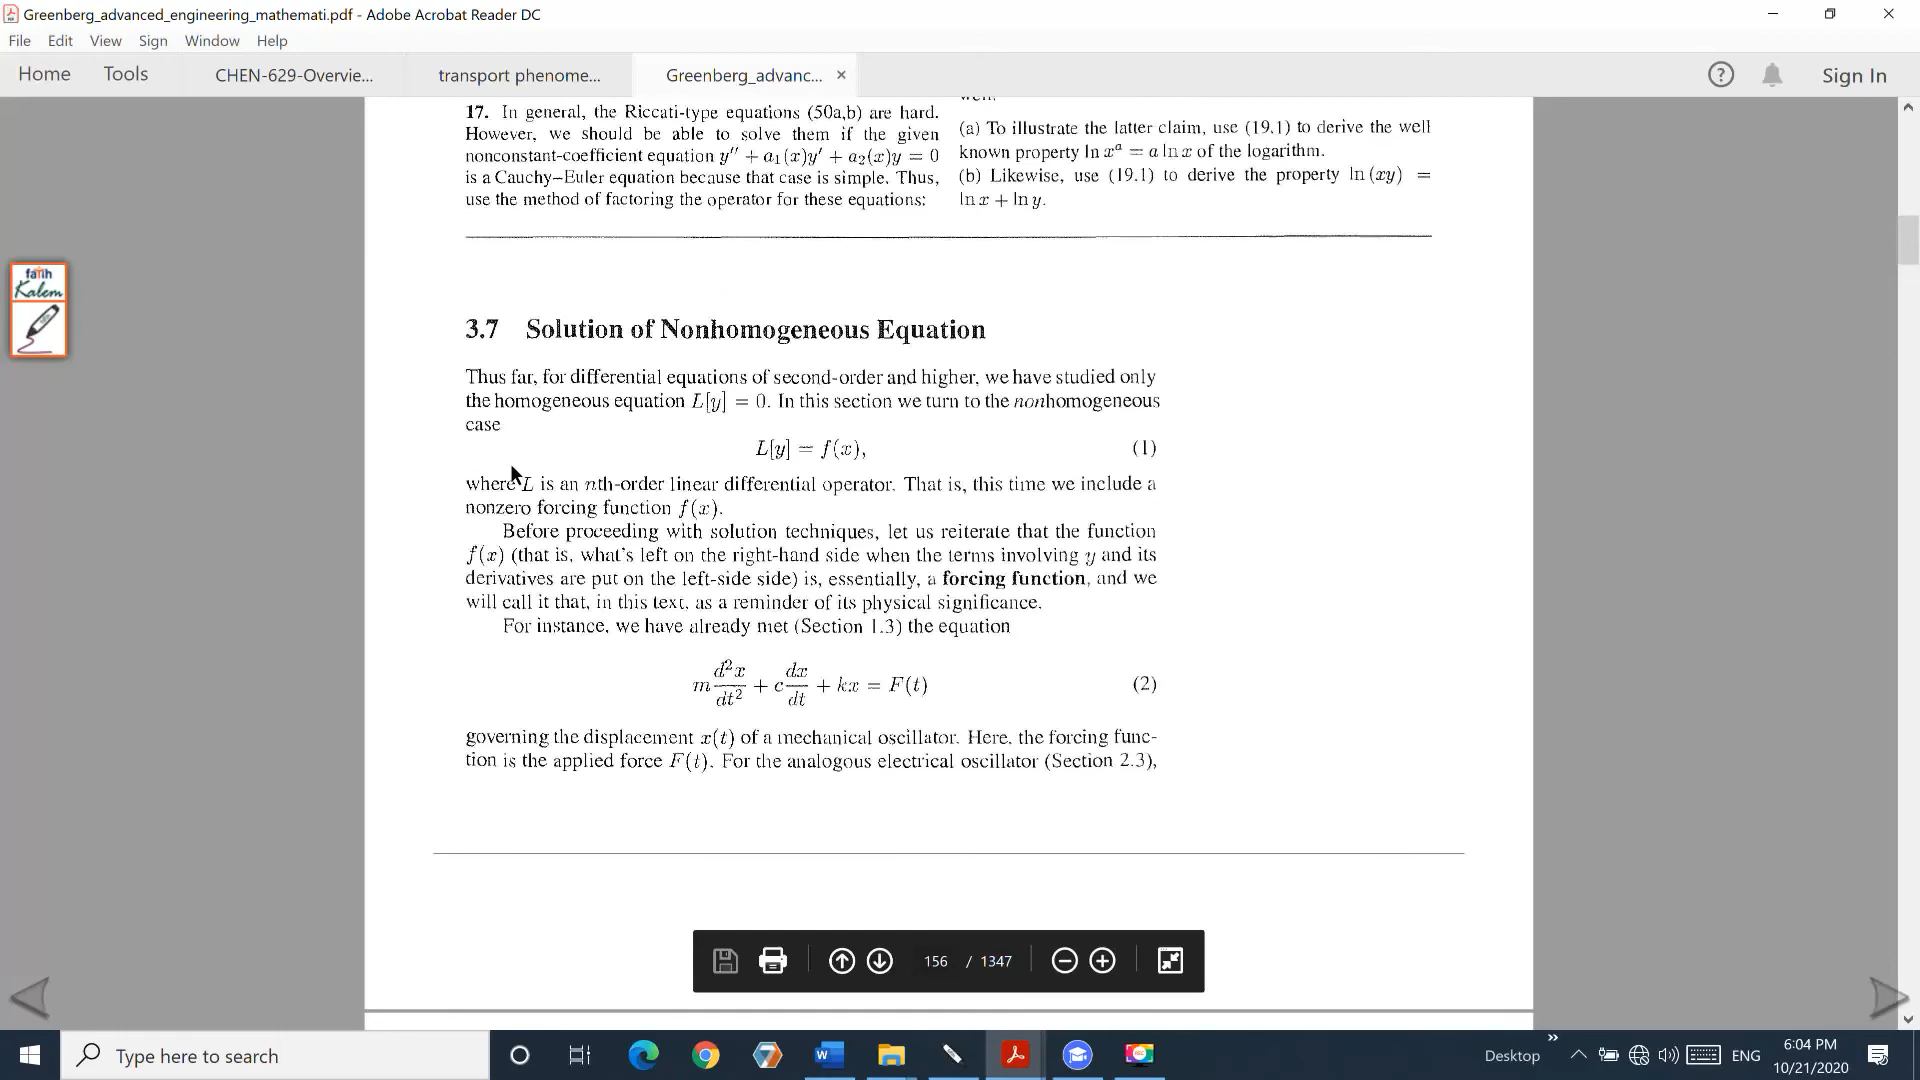 Greenberg_advanced_engineering_mathemati.pdf - Adobe Acrobat Reader DC
File Edit View Sign Window Help
Home Tools CHEN-629-Overvie... transport phenome... Greenberg_advanc... × ? Sign In
17. In general, the Riccati-type equations (50a,b) are hard.
However, we should be able to solve them if the given
nonconstant-coefficient equation y″ + a₁(x)y′ + a₂(x)y = 0
is a Cauchy–Euler equation because that case is simple. Thus,
use the method of factoring the operator for these equations:
well.
(a) To illustrate the latter claim, use (19.1) to derive the well
known property ln xᵃ = a ln x of the logarithm.
(b) Likewise, use (19.1) to derive the property ln (xy) =
ln x + ln y.
3.7 Solution of Nonhomogeneous Equation
Thus far, for differential equations of second-order and higher, we have studied only
the homogeneous equation L[y] = 0. In this section we turn to the nonhomogeneous
case
L[y] = f(x), (1)
where L is an nth-order linear differential operator. That is, this time we include a
nonzero forcing function f(x).
Before proceeding with solution techniques, let us reiterate that the function
f(x) (that is, what's left on the right-hand side when the terms involving y and its
derivatives are put on the left-side side) is, essentially, a forcing function, and we
will call it that, in this text, as a reminder of its physical significance.
For instance, we have already met (Section 1.3) the equation
m d²x/dt² + c dx/dt + kx = F(t) (2)
governing the displacement x(t) of a mechanical oscillator. Here, the forcing func-
tion is the applied force F(t). For the analogous electrical oscillator (Section 2.3),
fatih
Kalem
156 / 1347
Type here to search
Desktop
ENG
6:04 PM
10/21/2020